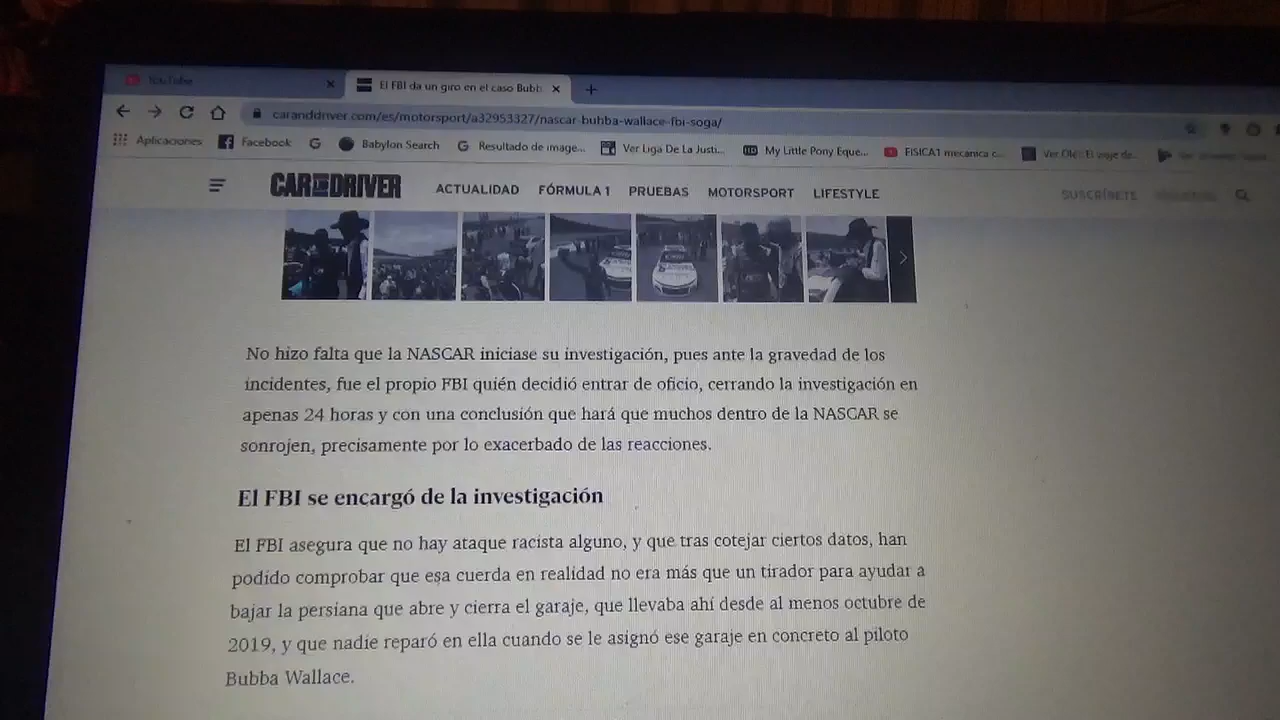 YouTube
El FBI da un giro en el caso Bubb
caranddriver.com/es/motorsport/a32953327/nascar-bubba-wallace-fbi-soga/
Aplicaciones Facebook Babylon Search Resultado de image... Ver Liga De La Justi... My Little Pony Eque... FISICA1 mecánica c...
CAR AND DRIVER ACTUALIDAD FÓRMULA 1 PRUEBAS MOTORSPORT LIFESTYLE SUSCRÍBETE
No hizo falta que la NASCAR iniciase su investigación, pues ante la gravedad de los
incidentes, fue el propio FBI quién decidió entrar de oficio, cerrando la investigación en
apenas 24 horas y con una conclusión que hará que muchos dentro de la NASCAR se
sonrojen, precisamente por lo exacerbado de las reacciones.
El FBI se encargó de la investigación
El FBI asegura que no hay ataque racista alguno, y que tras cotejar ciertos datos, han
podido comprobar que esa cuerda en realidad no era más que un tirador para ayudar a
bajar la persiana que abre y cierra el garaje, que llevaba ahí desde al menos octubre de
2019, y que nadie reparó en ella cuando se le asignó ese garaje en concreto al piloto
Bubba Wallace.